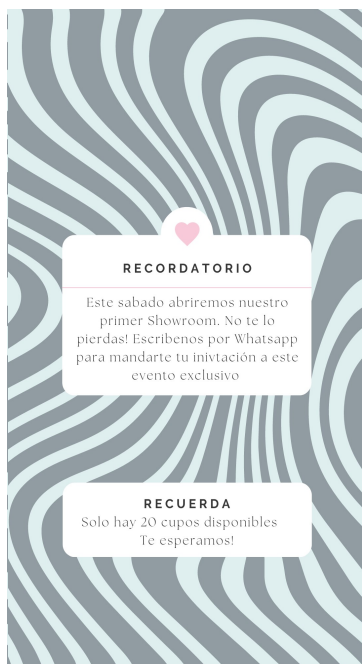 RECORDATORIO
Este sabado abriremos nuestro
primer Showroom. No te lo
pierdas! Escribenos por Whatsapp
para mandarte tu inivtación a este
evento exclusivo
RECUERDA
Solo hay 20 cupos disponibles
Te esperamos!